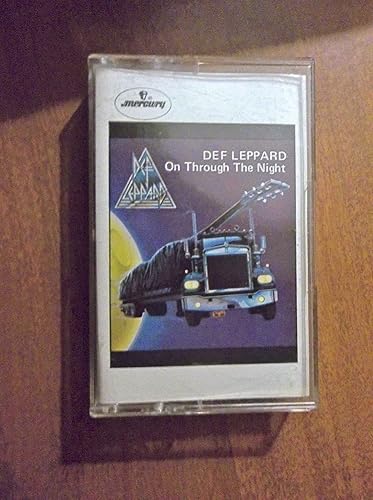 mercury
DEF LEPPARD
On Through The Night
DEF
LEPPARD